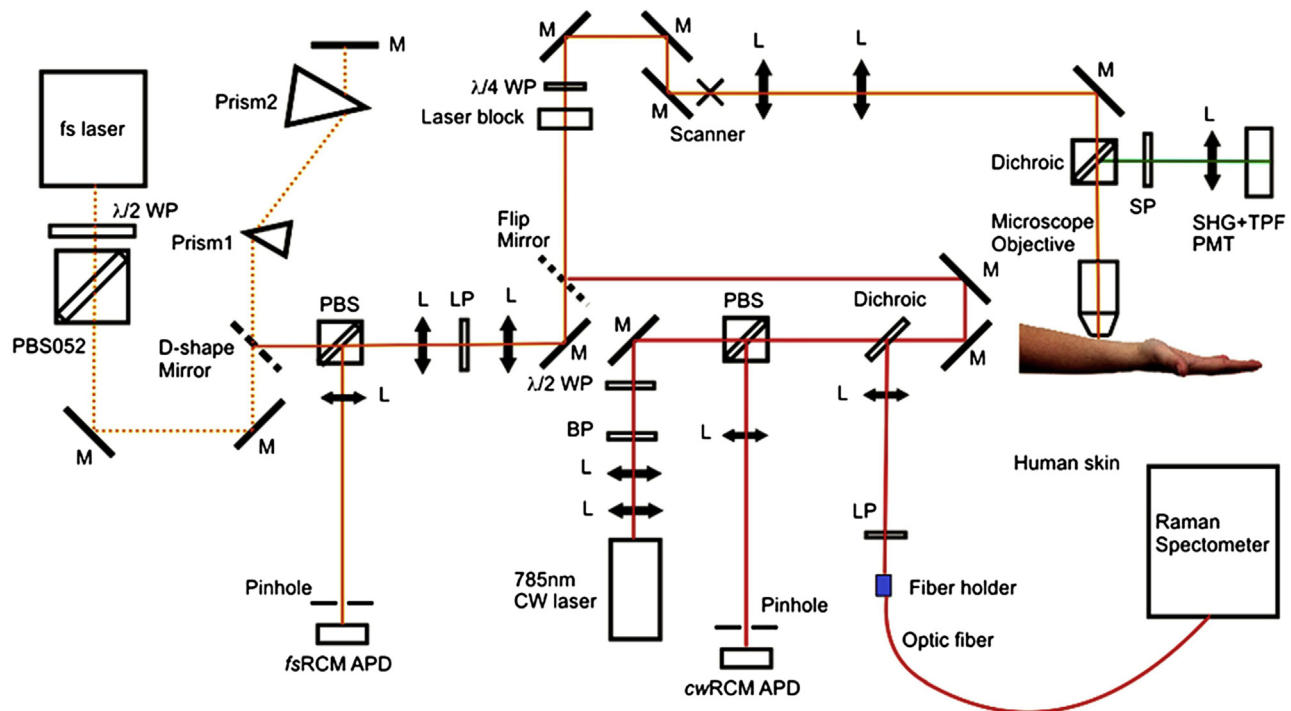 M
M
L
L
M
M
Prism2
λ/4 WP
Laser block
M
Scanner
fs laser
L
Dichroic
SP
SHG+TPF
PMT
λ/2 WP
Prism1
Flip
Mirror
Microscope
Objective
M
PBS052
D-shape
Mirror
PBS
L
LP
L
M
M
PBS
Dichroic
M
M
M
L
λ/2 WP
BP
L
L
L
L
Human skin
LP
Raman
Spectometer
785nm
CW laser
Pinhole
Pinhole
Fiber holder
Optic fiber
fsRCM APD
cwRCM APD